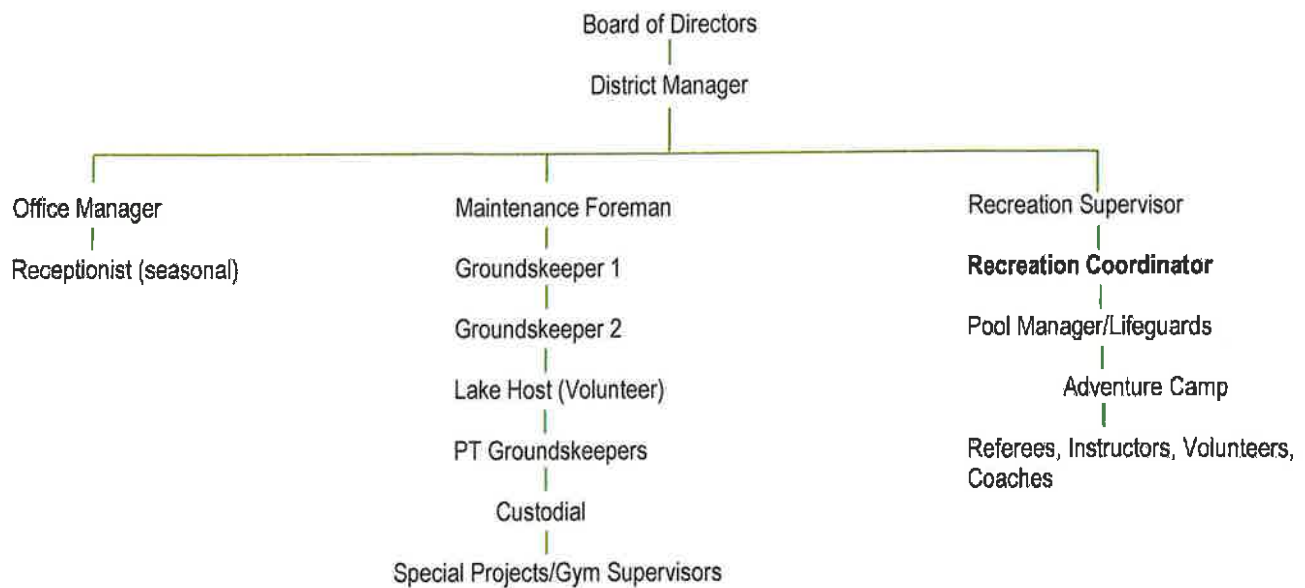 Board of Directors
District Manager
Office Manager
Receptionist (seasonal)
Maintenance Foreman
Groundskeeper 1
Groundskeeper 2
Lake Host (Volunteer)
PT Groundskeepers
Custodial
Special Projects/Gym Supervisors
Recreation Supervisor
Recreation Coordinator
Pool Manager/Lifeguards
Adventure Camp
Referees, Instructors, Volunteers,
Coaches